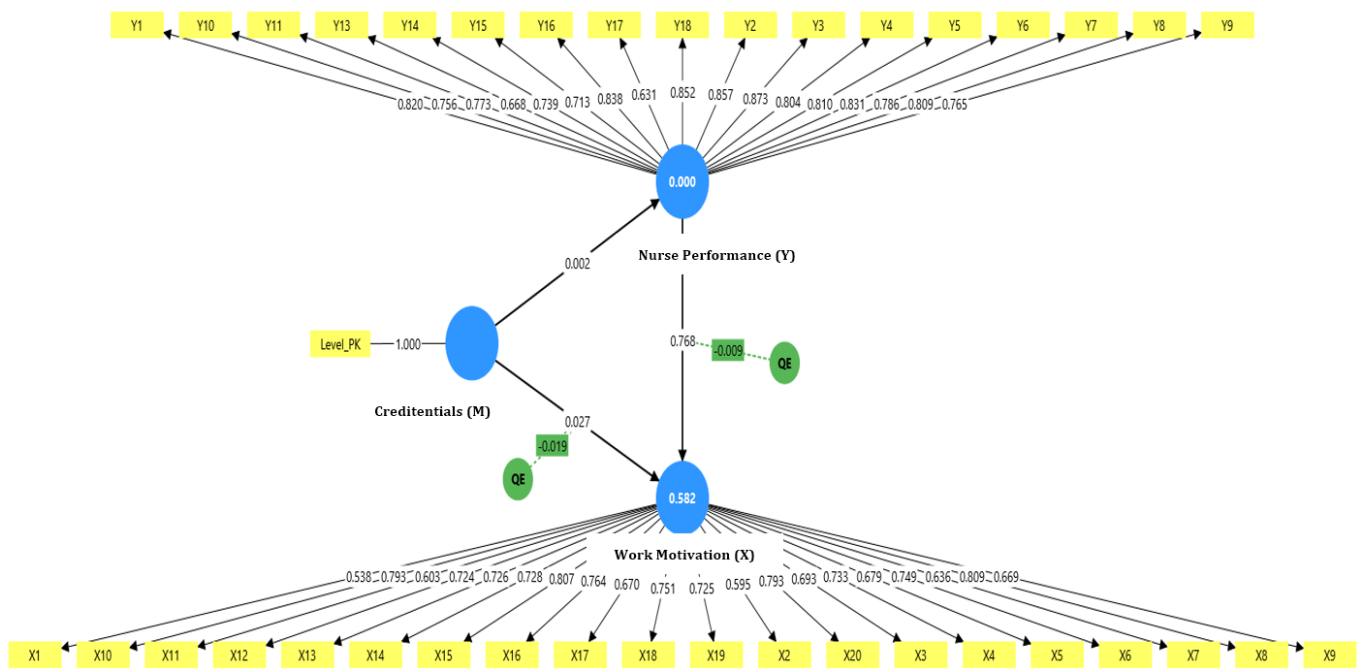 Y1 Y10 Y11 Y13 Y14 Y15 Y16 Y17 Y18 Y2 Y3 Y4 Y5 Y6 Y7 Y8 Y9
0.820 0.756 0.773 0.668 0.739 0.713 0.838 0.631 0.852 0.857 0.873 0.804 0.810 0.831 0.786 0.809 0.765
0.000
Nurse Performance (Y)
0.002
Level_PK 1.000
0.768 -0.009 QE
Creditentials (M)
0.027
-0.019
QE
0.582
Work Motivation (X)
0.538 0.793 0.603 0.724 0.726 0.728 0.807 0.764 0.670 0.751 0.725 0.595 0.793 0.693 0.733 0.679 0.749 0.636 0.809 0.669
X1 X10 X11 X12 X13 X14 X15 X16 X17 X18 X19 X2 X20 X3 X4 X5 X6 X7 X8 X9